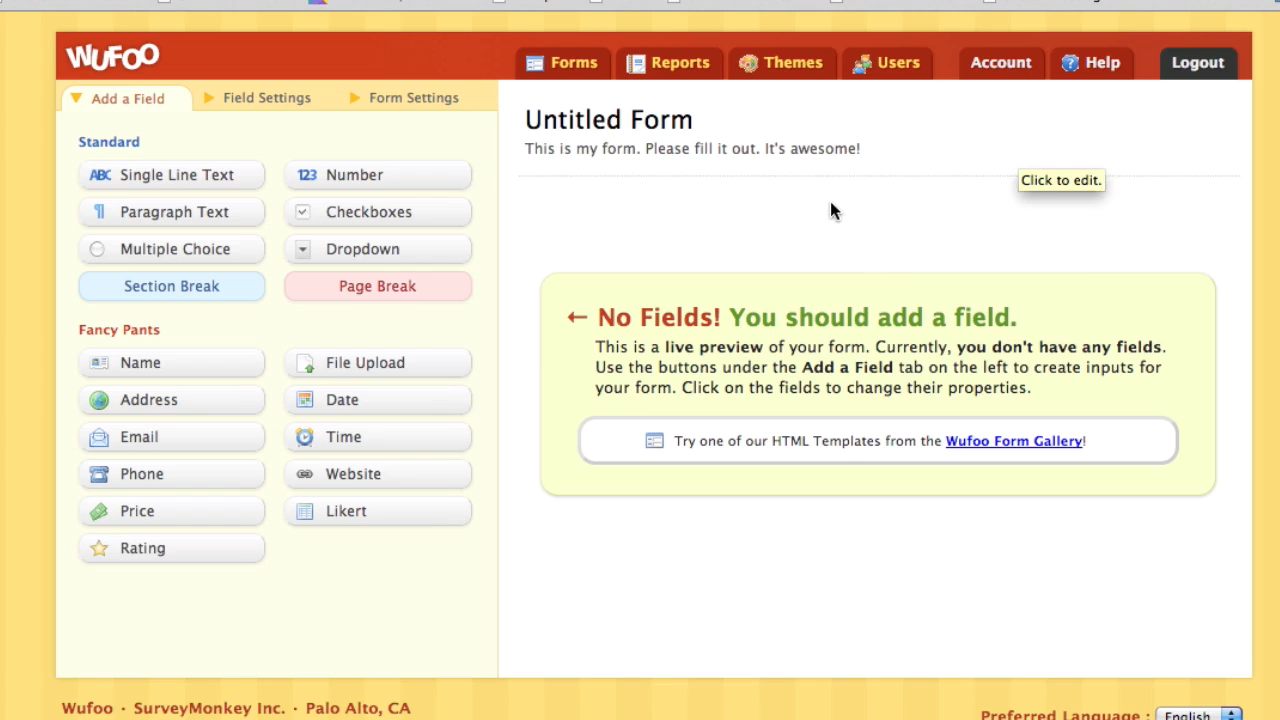 WUFOO
Forms
Reports
Themes
Users
Account
Help
Logout
Add a Field
Field Settings
Form Settings
Standard
ABC Single Line Text
123 Number
Paragraph Text
Checkboxes
Multiple Choice
Dropdown
Section Break
Page Break
Fancy Pants
Name
File Upload
Address
Date
Email
Time
Phone
Website
Price
Likert
Rating
Untitled Form
This is my form. Please fill it out. It's awesome!
Click to edit.
← No Fields! You should add a field.
This is a live preview of your form. Currently, you don't have any fields.
Use the buttons under the Add a Field tab on the left to create inputs for
your form. Click on the fields to change their properties.
Try one of our HTML Templates from the Wufoo Form Gallery!
Wufoo · SurveyMonkey Inc. · Palo Alto, CA
Preferred Language :
English